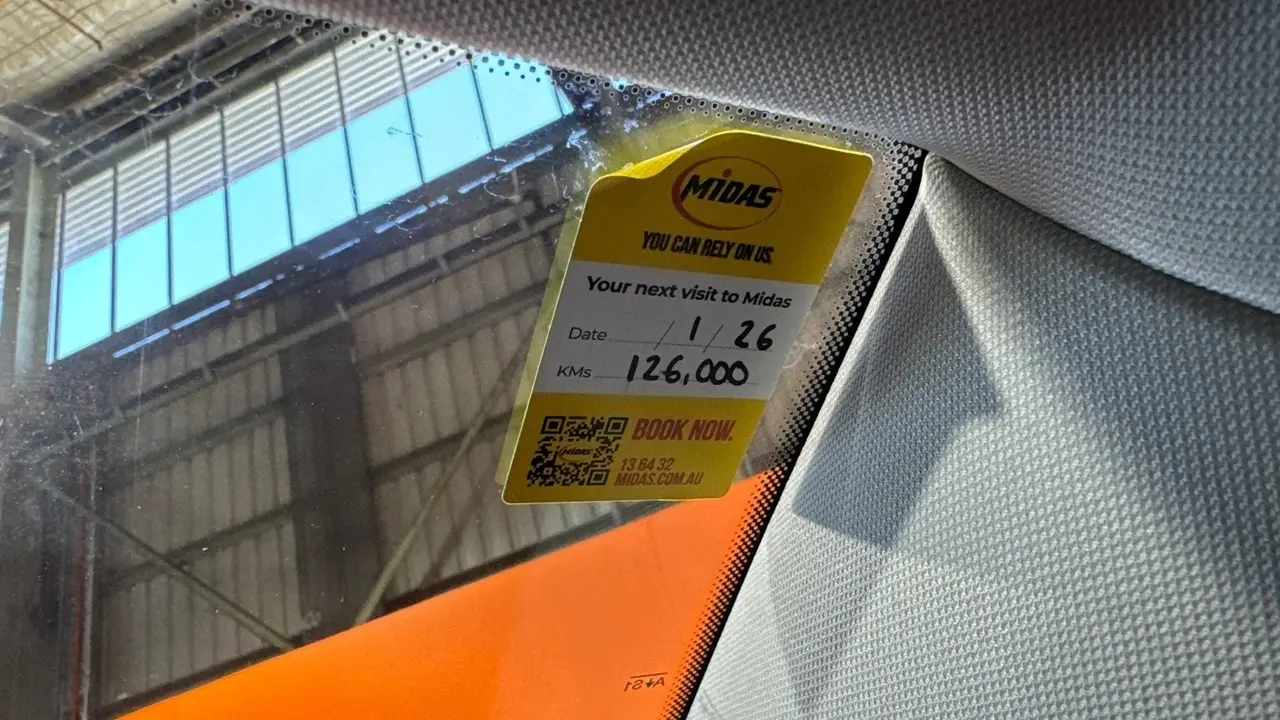 MIDAS
YOU CAN RELY ON US.
Your next visit to Midas
Date / 1 / 26
KMs 126,000
MIDAS
BOOK NOW.
13 64 32
MIDAS.COM.AU